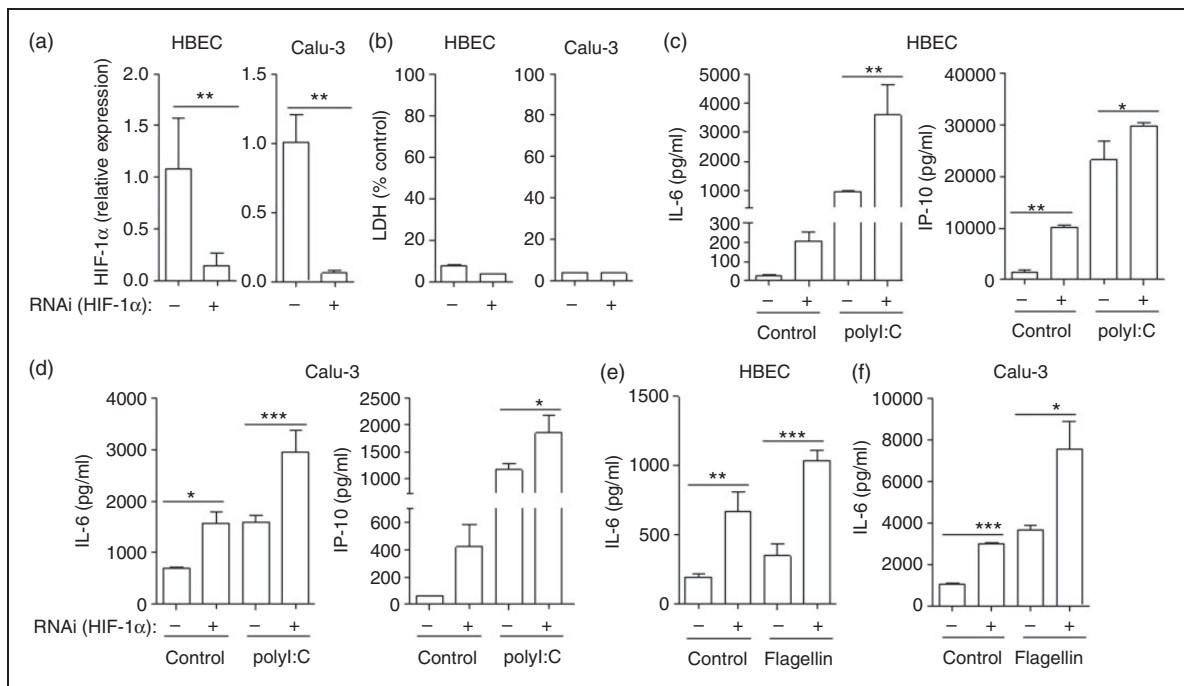 (a)
HBEC
Calu-3
HIF-1α (relative expression)
2.0
1.5
1.0
0.5
0.0
**
1.5
1.0
0.5
0.0
**
RNAi (HIF-1α): – + – +
(b)
HBEC
Calu-3
LDH (% control)
100
80
60
40
20
0
100
80
60
40
20
0
– + – +
(c)
HBEC
IL-6 (pg/ml)
5000
4000
3000
2000
1000
300
200
100
0
**
– + – +
Control polyI:C
IP-10 (pg/ml)
40000
30000
20000
10000
0
**
*
– + – +
Control polyI:C
(d)
Calu-3
IL-6 (pg/ml)
4000
3000
2000
1000
0
*
***
RNAi (HIF-1α): – + – +
Control polyI:C
IP-10 (pg/ml)
2500
2000
1500
1000
600
400
200
0
*
– + – +
Control polyI:C
(e)
HBEC
IL-6 (pg/ml)
1500
1000
500
0
**
***
– + – +
Control Flagellin
(f)
Calu-3
IL-6 (pg/ml)
10000
8000
6000
4000
2000
0
***
*
– + – +
Control Flagellin